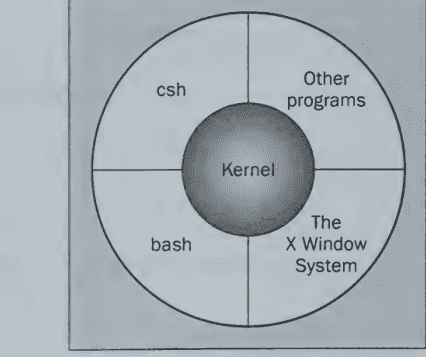 csh
Other
programs
Kernel
bash
The
X Window
System